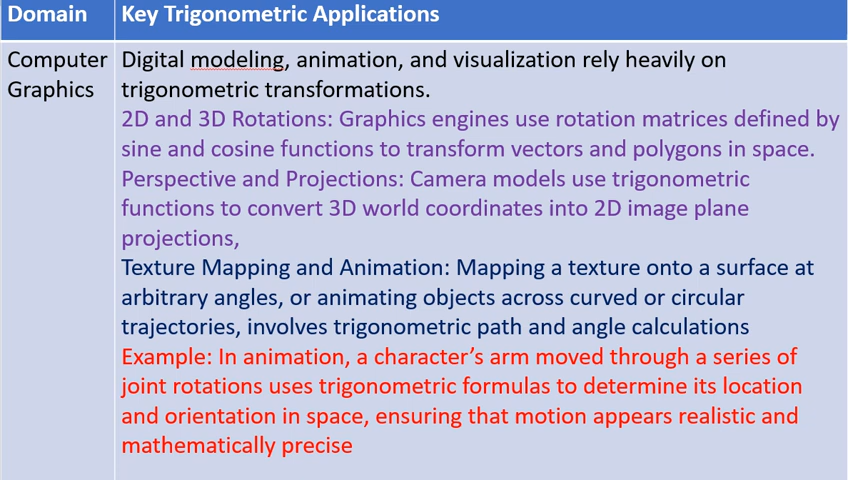 Domain Key Trigonometric Applications
Computer Graphics
Digital modeling, animation, and visualization rely heavily on
trigonometric transformations.
2D and 3D Rotations: Graphics engines use rotation matrices defined by
sine and cosine functions to transform vectors and polygons in space.
Perspective and Projections: Camera models use trigonometric
functions to convert 3D world coordinates into 2D image plane
projections,
Texture Mapping and Animation: Mapping a texture onto a surface at
arbitrary angles, or animating objects across curved or circular
trajectories, involves trigonometric path and angle calculations
Example: In animation, a character’s arm moved through a series of
joint rotations uses trigonometric formulas to determine its location
and orientation in space, ensuring that motion appears realistic and
mathematically precise